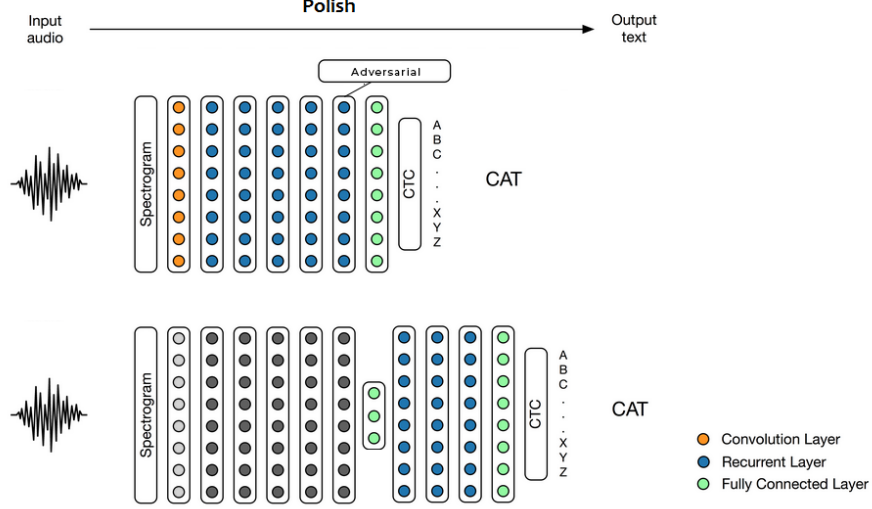 Polish
Input
audio
Output
text
Adversarial
Spectrogram
CTC
A
B
C
.
.
.
X
Y
Z
CAT
Spectrogram
CTC
A
B
C
.
.
.
X
Y
Z
CAT
Convolution Layer
Recurrent Layer
Fully Connected Layer